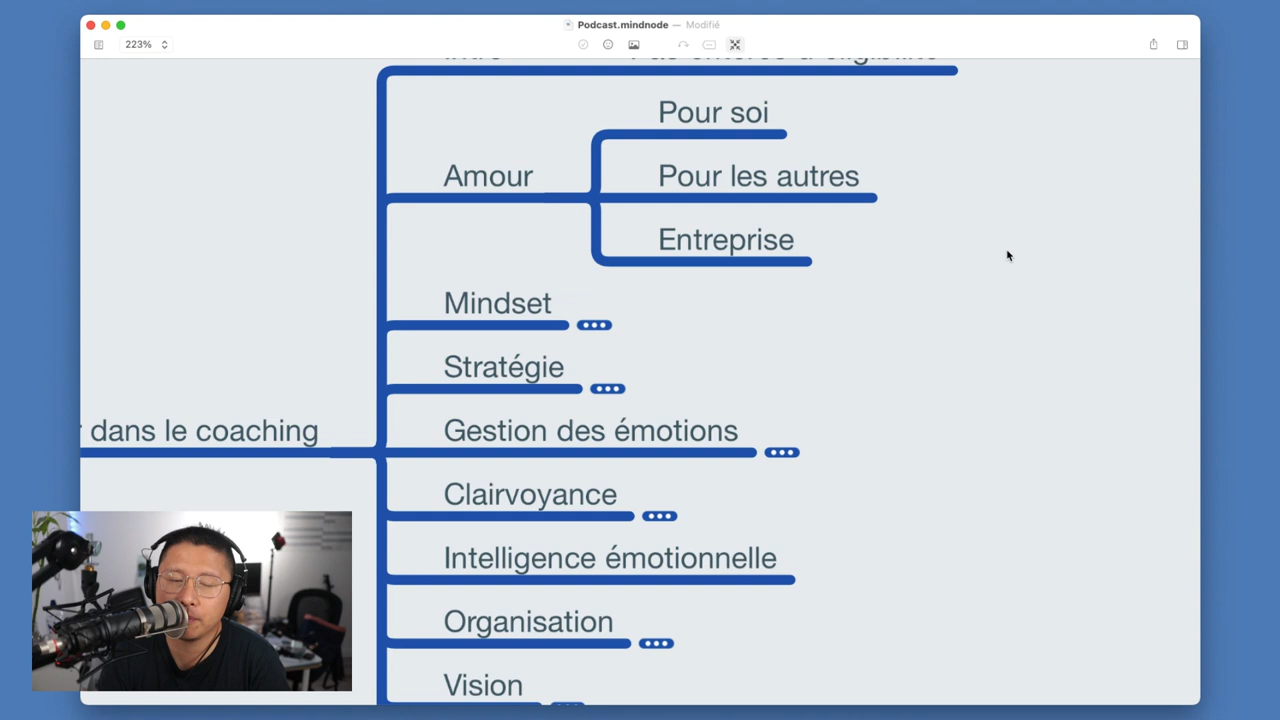 Podcast.mindnode — Modifié
223%
Pour soi
Amour
Pour les autres
Entreprise
Mindset
Stratégie
dans le coaching
Gestion des émotions
Clairvoyance
Intelligence émotionnelle
Organisation
Vision